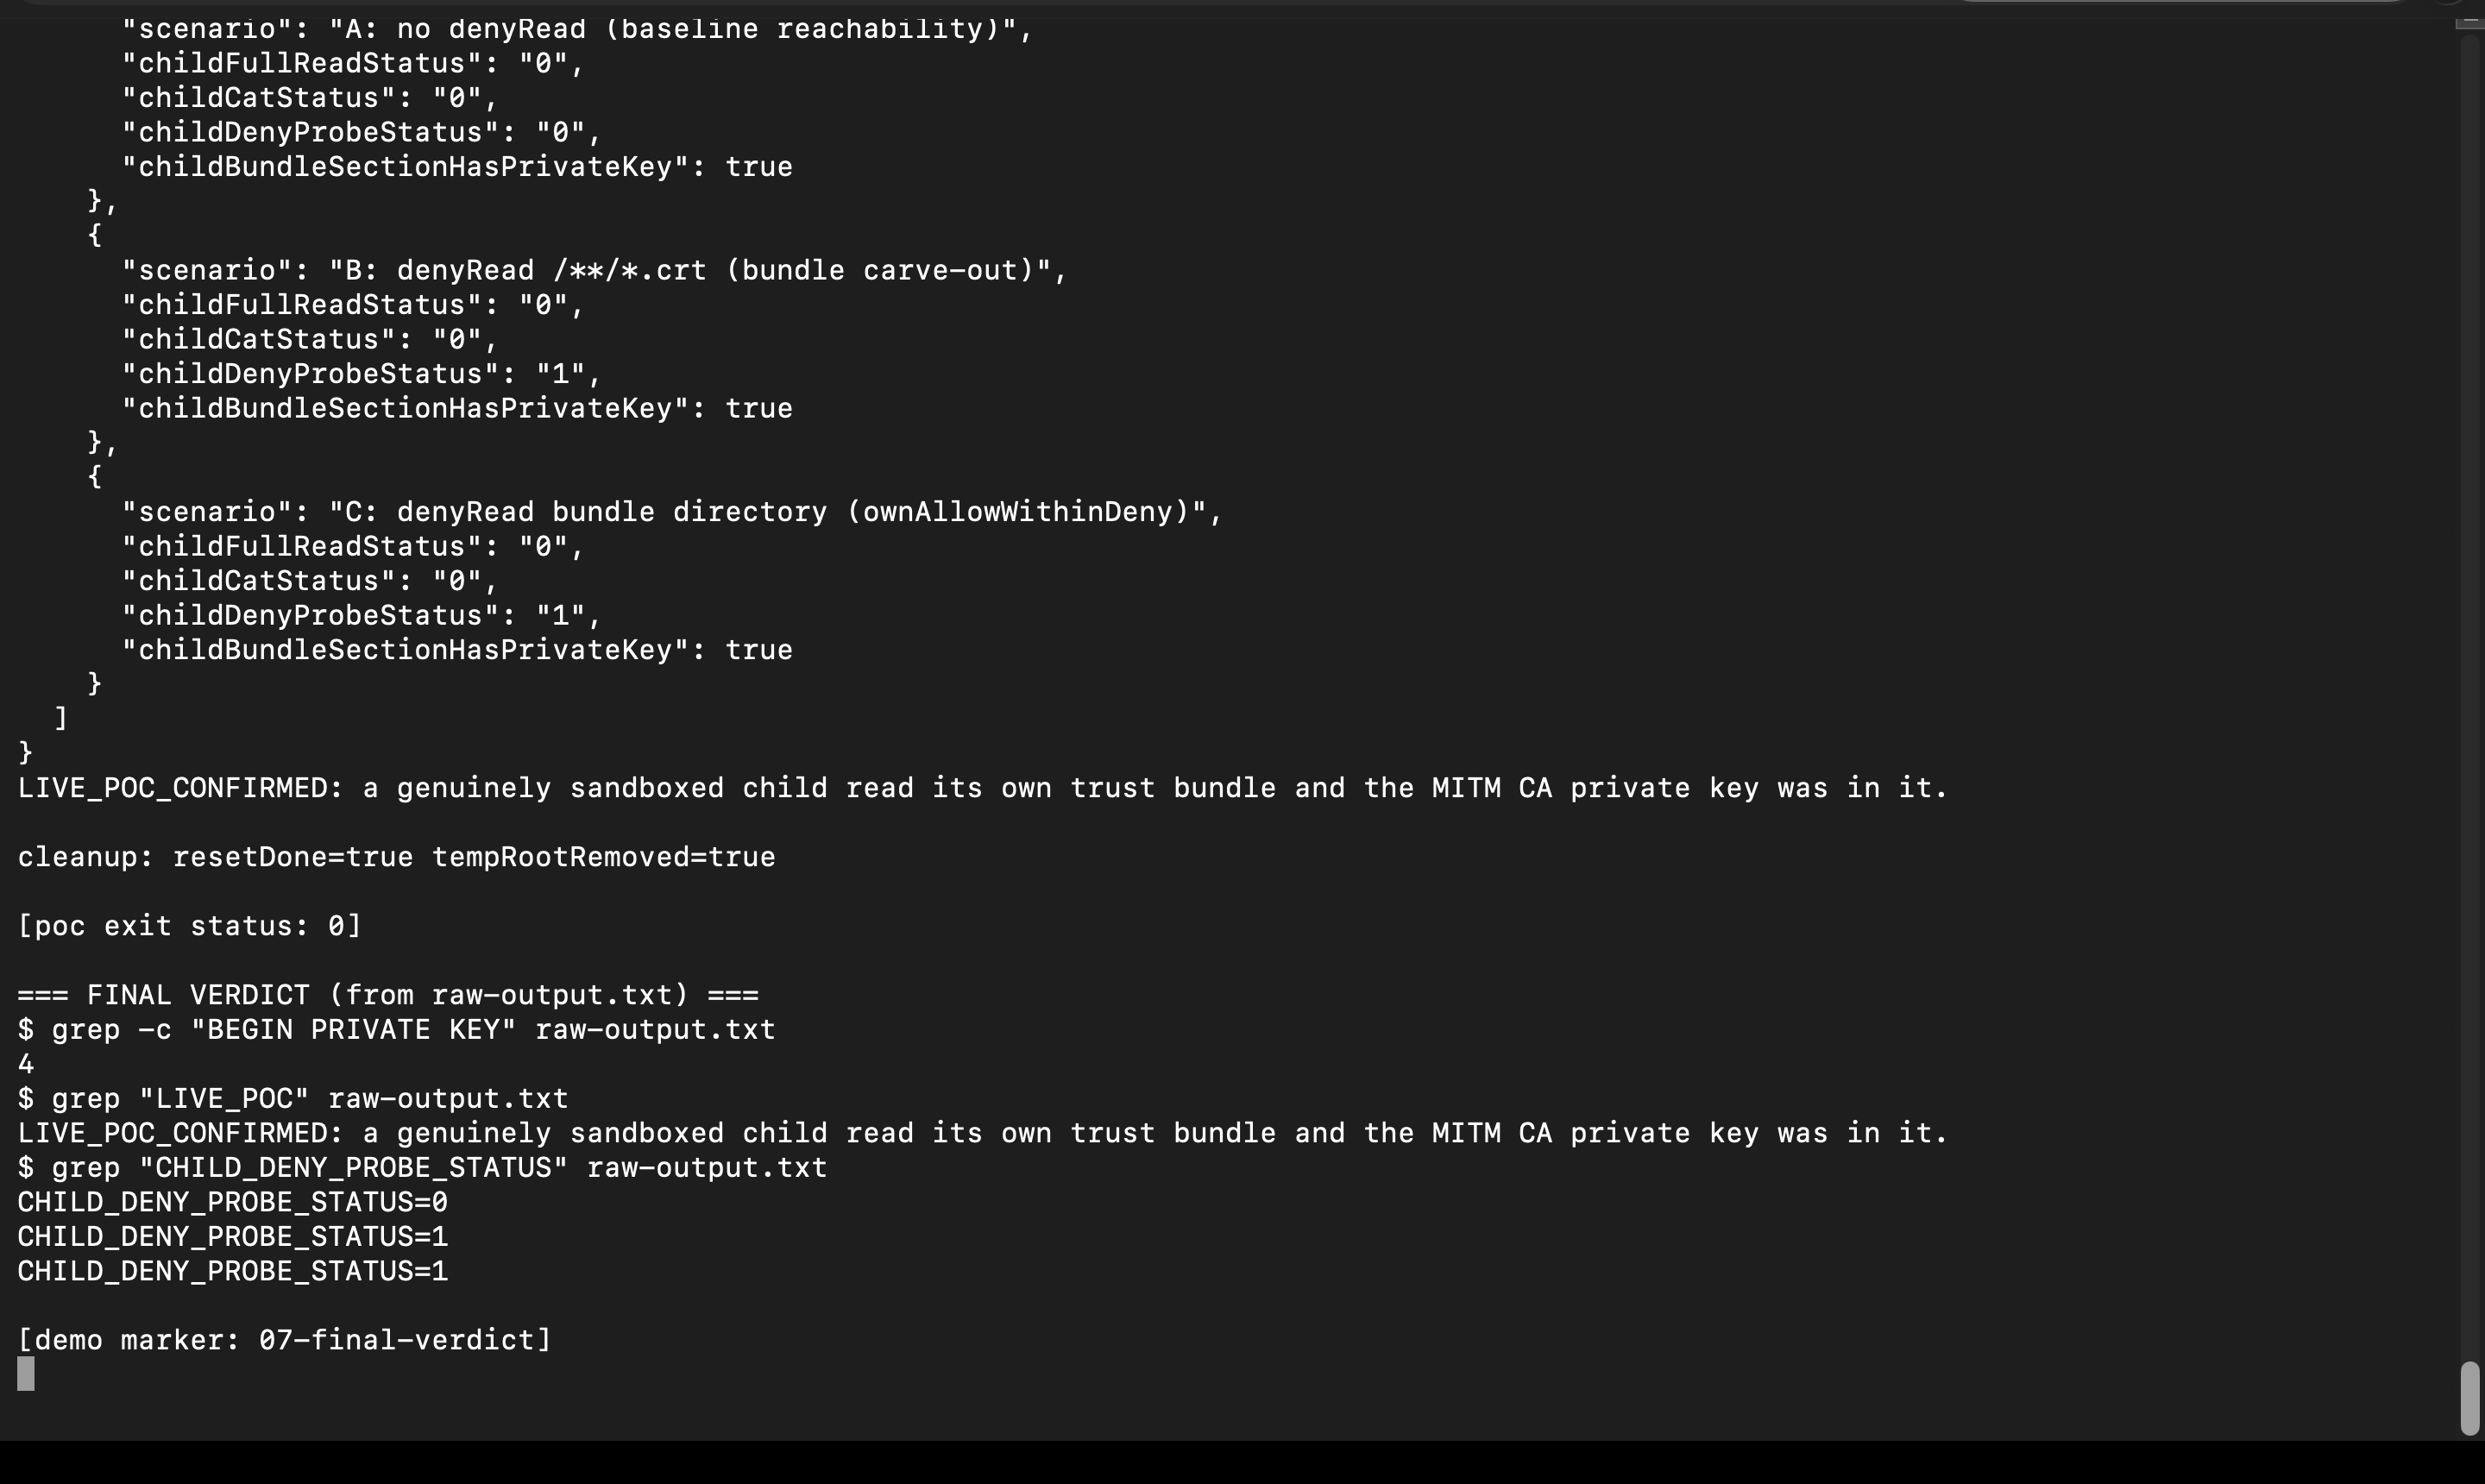 "scenario": "A: no denyRead (baseline reachability)",
"childFullReadStatus": "0",
"childCatStatus": "0",
"childDenyProbeStatus": "0",
"childBundleSectionHasPrivateKey": true
},
{
"scenario": "B: denyRead /**/*.crt (bundle carve-out)",
"childFullReadStatus": "0",
"childCatStatus": "0",
"childDenyProbeStatus": "1",
"childBundleSectionHasPrivateKey": true
},
{
"scenario": "C: denyRead bundle directory (ownAllowWithinDeny)",
"childFullReadStatus": "0",
"childCatStatus": "0",
"childDenyProbeStatus": "1",
"childBundleSectionHasPrivateKey": true
}
]
}
LIVE_POC_CONFIRMED: a genuinely sandboxed child read its own trust bundle and the MITM CA private key was in it.
cleanup: resetDone=true tempRootRemoved=true
[poc exit status: 0]
=== FINAL VERDICT (from raw-output.txt) ===
$ grep -c "BEGIN PRIVATE KEY" raw-output.txt
4
$ grep "LIVE_POC" raw-output.txt
LIVE_POC_CONFIRMED: a genuinely sandboxed child read its own trust bundle and the MITM CA private key was in it.
$ grep "CHILD_DENY_PROBE_STATUS" raw-output.txt
CHILD_DENY_PROBE_STATUS=0
CHILD_DENY_PROBE_STATUS=1
CHILD_DENY_PROBE_STATUS=1
[demo marker: 07-final-verdict]